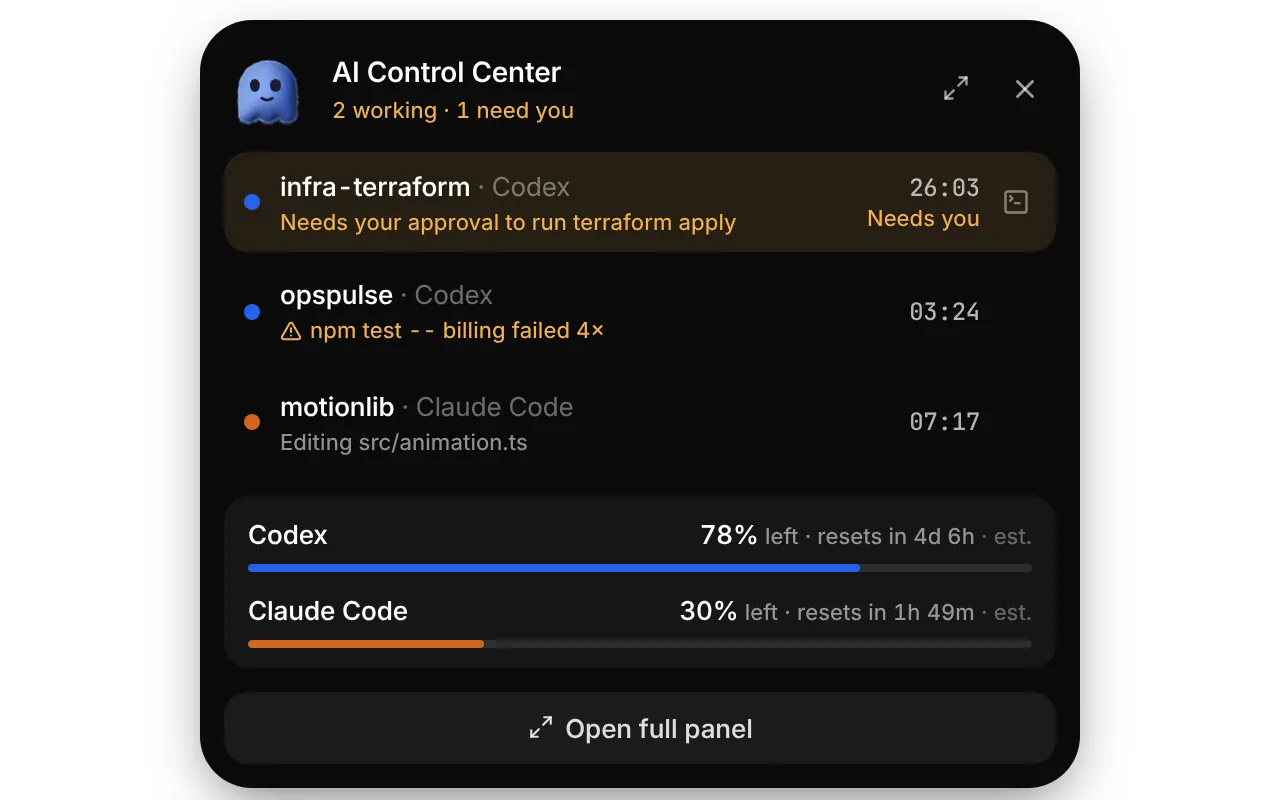 AI Control Center
2 working · 1 need you
infra-terraform · Codex
26:03
Needs your approval to run terraform apply
Needs you
opspulse · Codex
03:24
npm test -- billing failed 4×
motionlib · Claude Code
07:17
Editing src/animation.ts
Codex
78% left · resets in 4d 6h · est.
Claude Code
30% left · resets in 1h 49m · est.
Open full panel